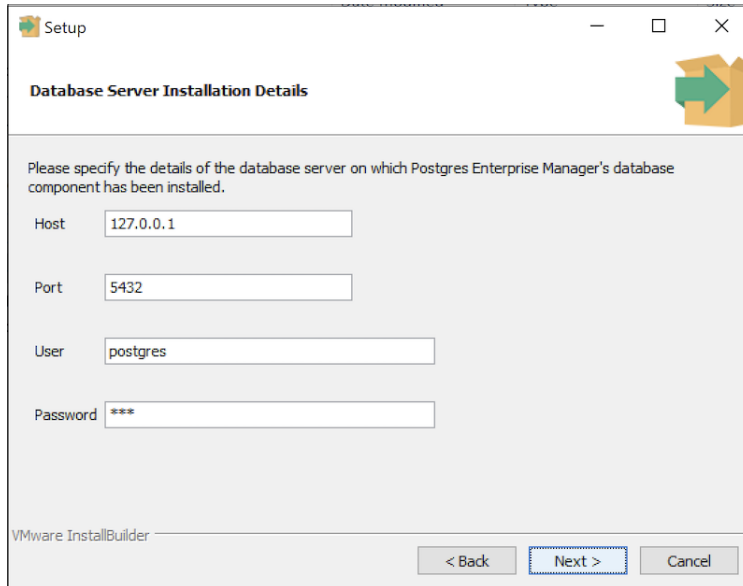 Setup
Database Server Installation Details
Please specify the details of the database server on which Postgres Enterprise Manager's database
component has been installed.
Host 127.0.0.1
Port 5432
User postgres
Password ***
VMware InstallBuilder
< Back Next > Cancel